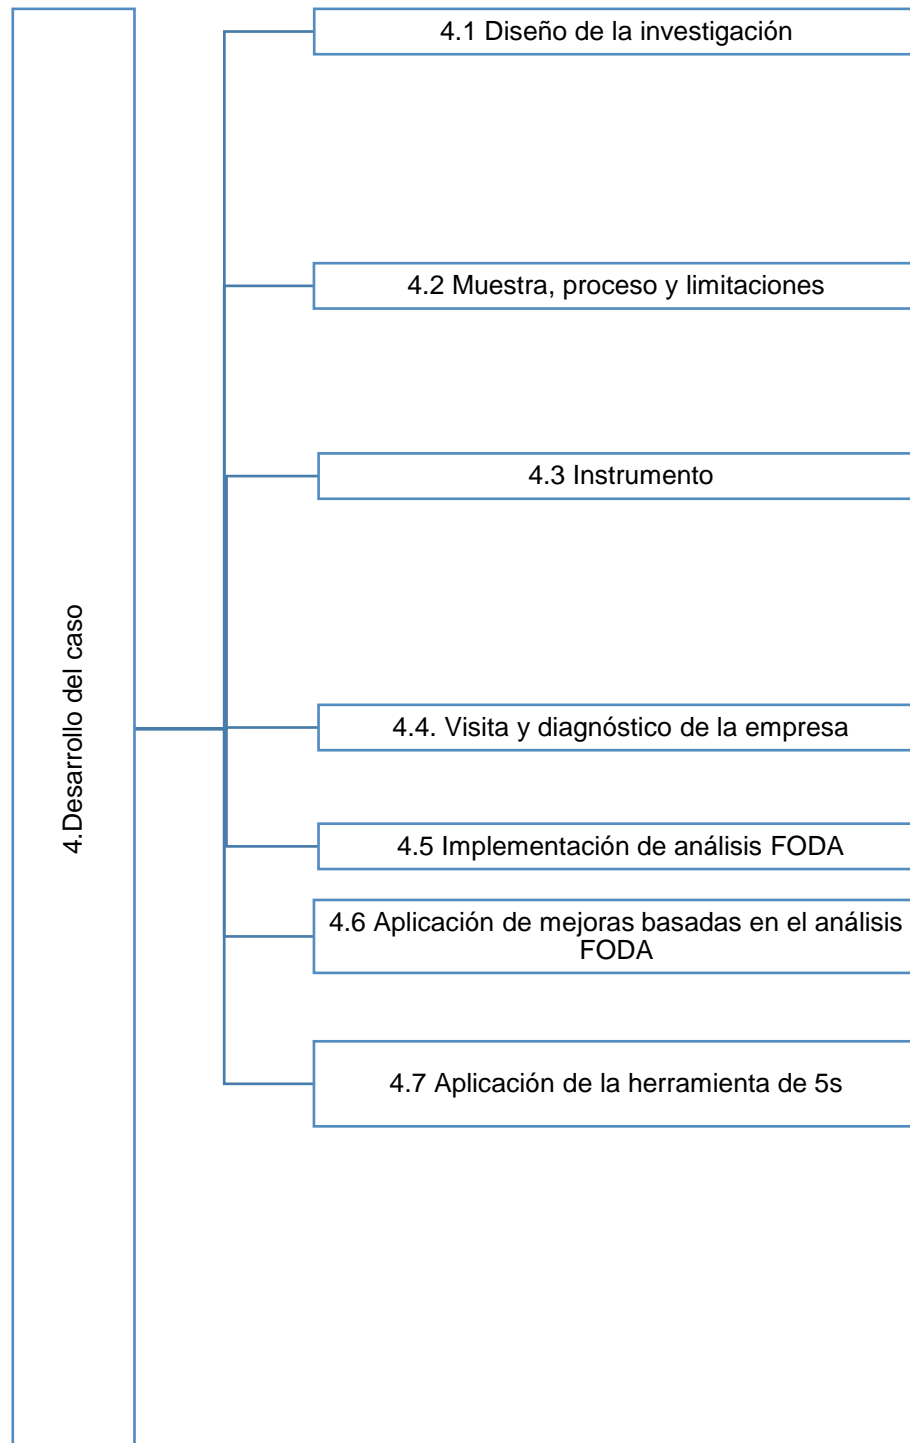 4.Desarrollo del caso
4.1 Diseño de la investigación
4.2 Muestra, proceso y limitaciones
4.3 Instrumento
4.4. Visita y diagnóstico de la empresa
4.5 Implementación de análisis FODA
4.6 Aplicación de mejoras basadas en el análisis
FODA
4.7 Aplicación de la herramienta de 5s